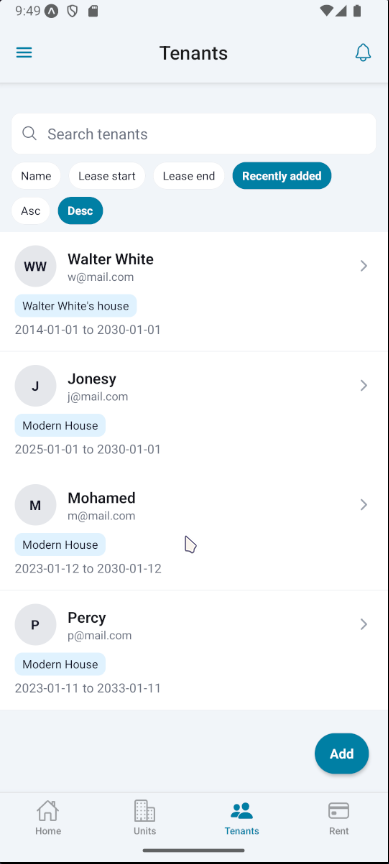 9:49
Tenants
Search tenants
Name Lease start Lease end Recently added
Asc Desc
WW Walter White
w@mail.com
Walter White's house
2014-01-01 to 2030-01-01
J Jonesy
j@mail.com
Modern House
2025-01-01 to 2030-01-01
M Mohamed
m@mail.com
Modern House
2023-01-12 to 2030-01-12
P Percy
p@mail.com
Modern House
2023-01-11 to 2033-01-11
Add
Home Units Tenants Rent